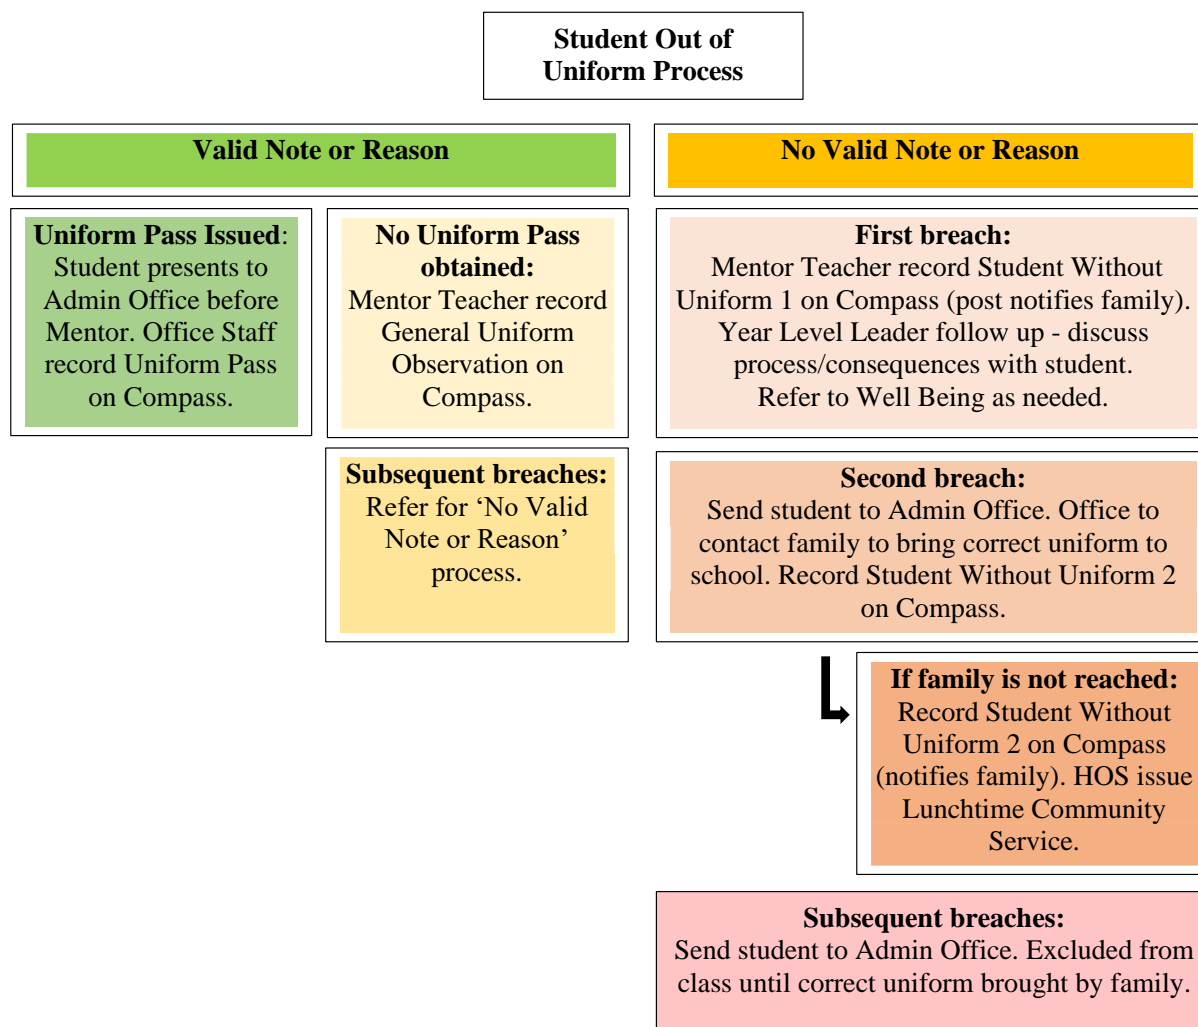 Student Out of
Uniform Process
Valid Note or Reason
No Valid Note or Reason
Uniform Pass Issued:
Student presents to
Admin Office before
Mentor. Office Staff
record Uniform Pass
on Compass.
No Uniform Pass
obtained:
Mentor Teacher record
General Uniform
Observation on
Compass.
Subsequent breaches:
Refer for ‘No Valid
Note or Reason’
process.
First breach:
Mentor Teacher record Student Without
Uniform 1 on Compass (post notifies family).
Year Level Leader follow up - discuss
process/consequences with student.
Refer to Well Being as needed.
Second breach:
Send student to Admin Office. Office to
contact family to bring correct uniform to
school. Record Student Without Uniform 2
on Compass.
If family is not reached:
Record Student Without
Uniform 2 on Compass
(notifies family). HOS issue
Lunchtime Community
Service.
Subsequent breaches:
Send student to Admin Office. Excluded from
class until correct uniform brought by family.